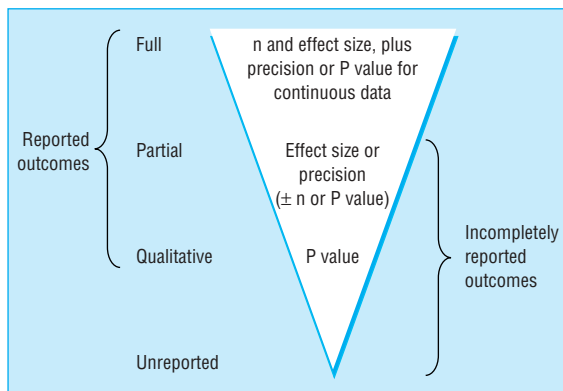 Full
n and effect size, plus
precision or P value for
continuous data
Reported
outcomes
Partial
Effect size or
precision
(± n or P value)
Qualitative
P value
Incompletely
reported
outcomes
Unreported